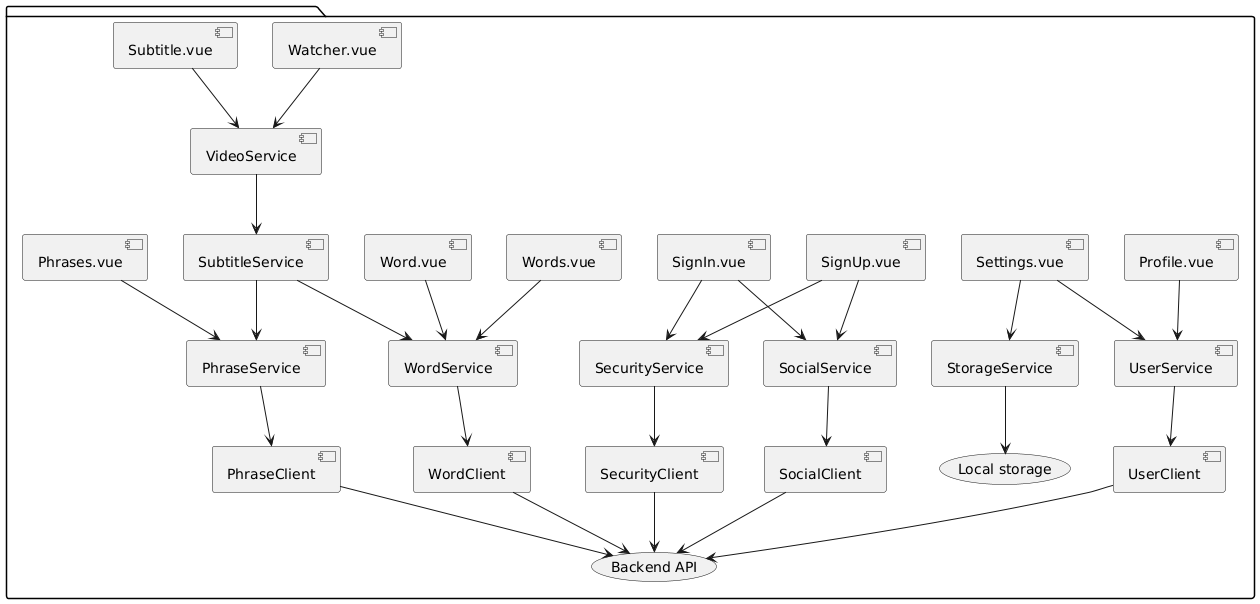 Subtitle.vue
Watcher.vue
VideoService
Phrases.vue
SubtitleService
Word.vue
Words.vue
SignIn.vue
SignUp.vue
Settings.vue
Profile.vue
PhraseService
WordService
SecurityService
SocialService
StorageService
UserService
PhraseClient
WordClient
SecurityClient
SocialClient
Local storage
UserClient
Backend API